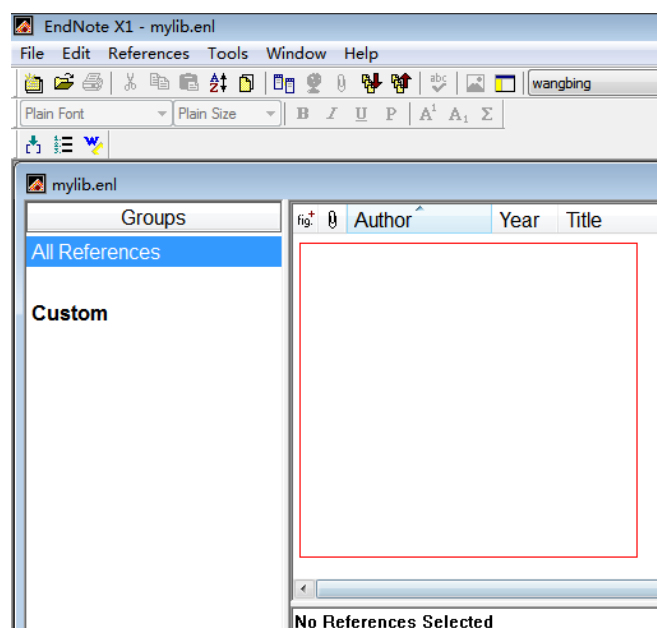 EndNote X1 - mylib.enl
File Edit References Tools Window Help
abc wangbing
Plain Font Plain Size B I U P A1 A1 Σ
mylib.enl
Groups fig. Author Year Title
All References
Custom
No References Selected